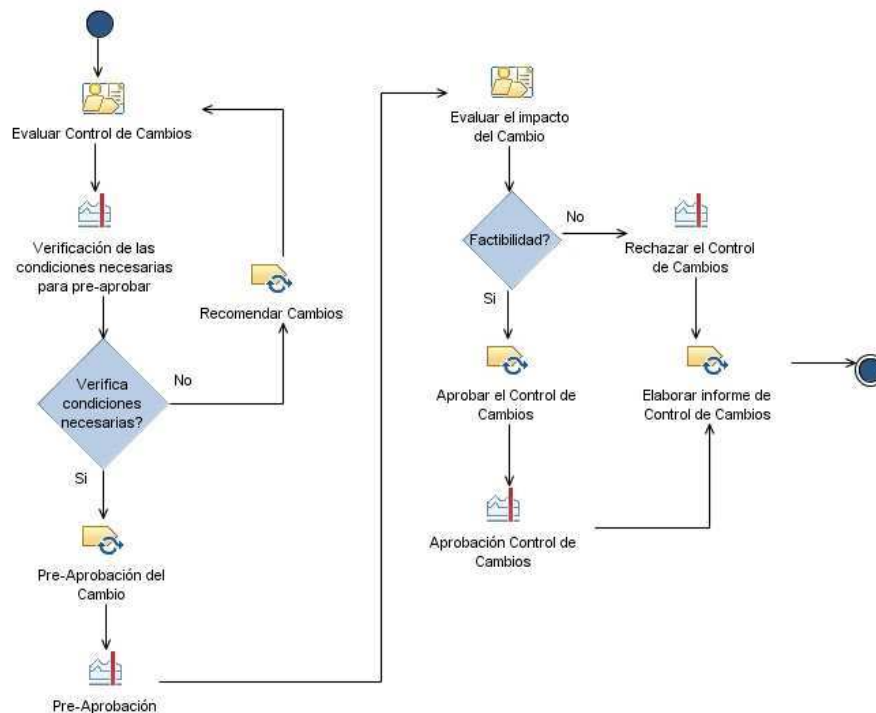 Evaluar Control de Cambios
Verificación de las
condiciones necesarias
para pre-aprobar
Recomendar Cambios
Verifica
condiciones
necesarias?
No
Si
Pre-Aprobación del
Cambio
Pre-Aprobación
Evaluar el impacto
del Cambio
Factibilidad?
No
Rechazar el Control
de Cambios
Si
Aprobar el Control de
Cambios
Elaborar informe de
Control de Cambios
Aprobación Control de
Cambios